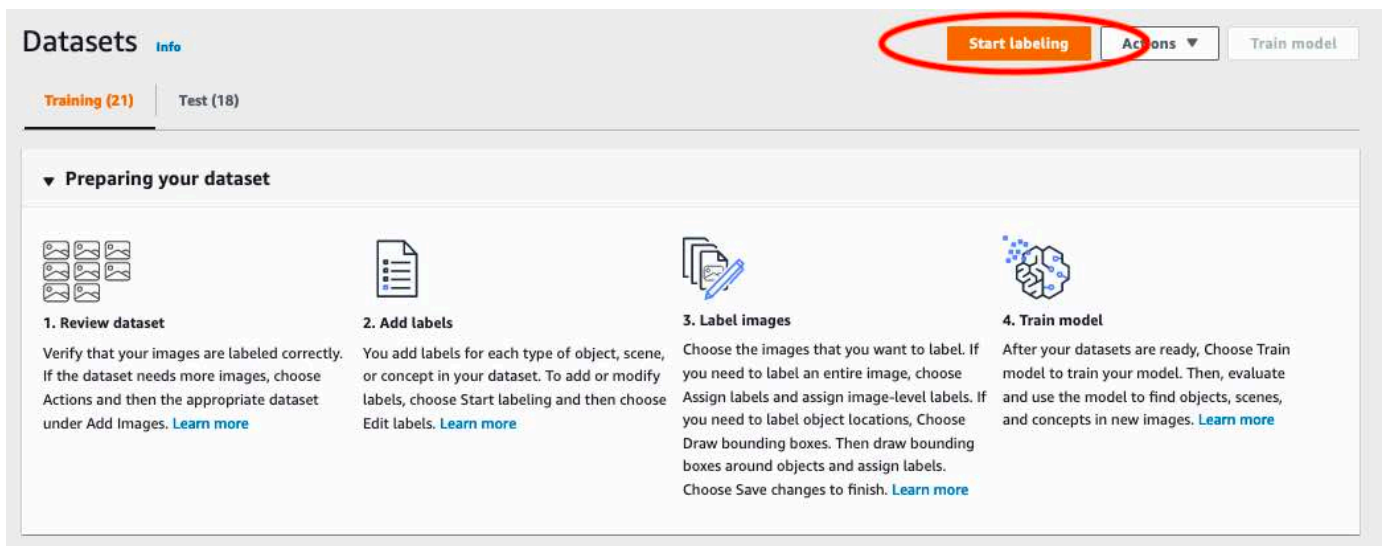 Datasets Info
Start labeling
Actions
Train model
Training (21)
Test (18)
Preparing your dataset
1. Review dataset
Verify that your images are labeled correctly.
If the dataset needs more images, choose
Actions and then the appropriate dataset
under Add Images. Learn more
2. Add labels
You add labels for each type of object, scene,
or concept in your dataset. To add or modify
labels, choose Start labeling and then choose
Edit labels. Learn more
3. Label images
Choose the images that you want to label. If
you need to label an entire image, choose
Assign labels and assign image-level labels. If
you need to label object locations, Choose
Draw bounding boxes. Then draw bounding
boxes around objects and assign labels.
Choose Save changes to finish. Learn more
4. Train model
After your datasets are ready, Choose Train
model to train your model. Then, evaluate
and use the model to find objects, scenes,
and concepts in new images. Learn more